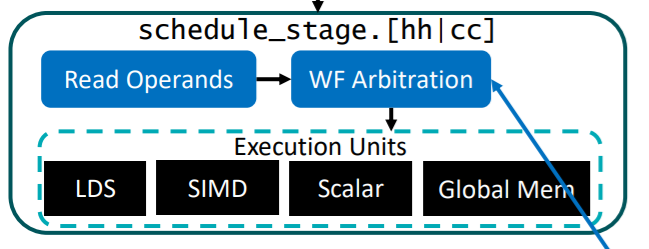 schedule_stage.[hh|cc]
Read Operands
WF Arbitration
Execution Units
LDS
SIMD
Scalar
Global Mem